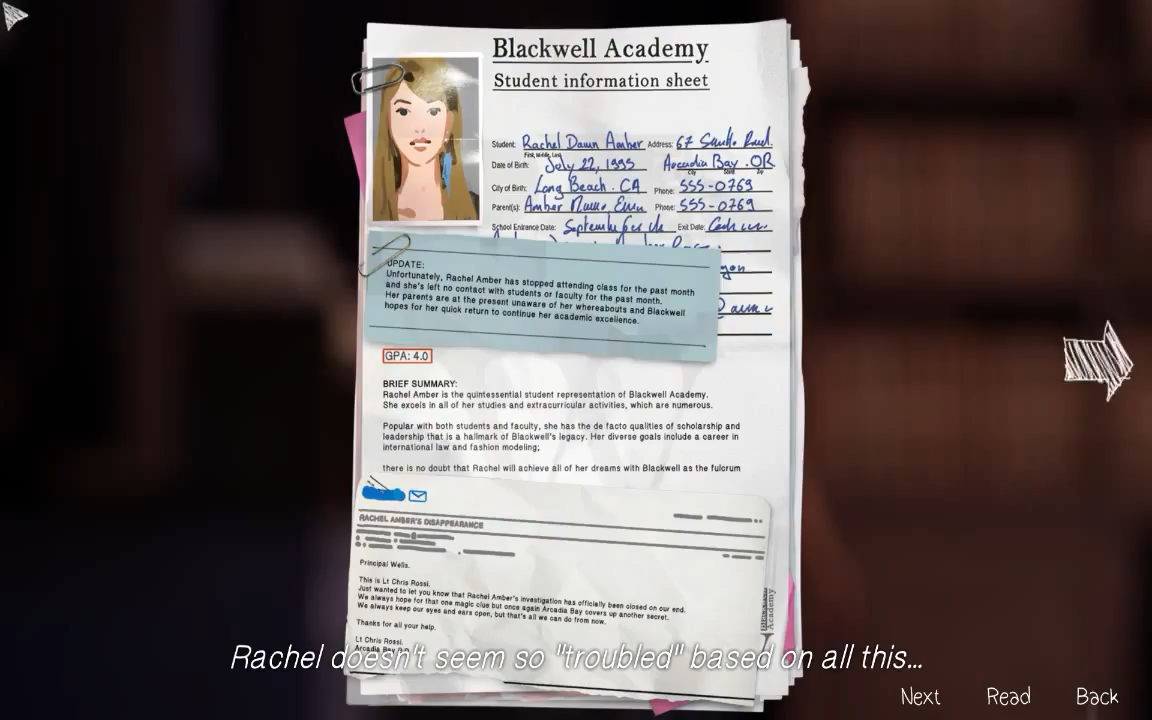 Blackwell Academy
Student information sheet
Student: Rachel Dawn Amber Address: 67
First, Middle, Last
Date of Birth: July 22, 1995 Arcadia Bay . OR
City State Zip
City of Birth: Long Beach . CA Phone: 555-0769
Parent(s): Amber Phone: 555-0769
School Entrance Date: Exit Date:
UPDATE:
Unfortunately, Rachel Amber has stopped attending class for the past month
and she's left no contact with students or faculty for the past month.
Her parents are at the present unaware of her whereabouts and Blackwell
hopes for her quick return to continue her academic excellence.
GPA: 4.0
BRIEF SUMMARY:
Rachel Amber is the quintessential student representation of Blackwell Academy.
She excels in all of her studies and extracurricular activities, which are numerous.
Popular with both students and faculty, she has the de facto qualities of scholarship and
leadership that is a hallmark of Blackwell's legacy. Her diverse goals include a career in
international law and fashion modeling;
there is no doubt that Rachel will achieve all of her dreams with Blackwell as the fulcrum
RACHEL AMBER'S DISAPPEARANCE
Principal Wells.
This is Lt Chris Rossi.
Just wanted to let you know that Rachel Amber's investigation has officially been closed on our end.
We always hope for that one magic clue but once again Arcadia Bay covers up another secret.
We always keep our eyes and ears open, but that's all we can do from now.
Thanks for all your help.
Lt Chris Rossi.
Arcadia Bay
Academy
Rachel doesn't seem so "troubled" based on all this...
Next Read Back